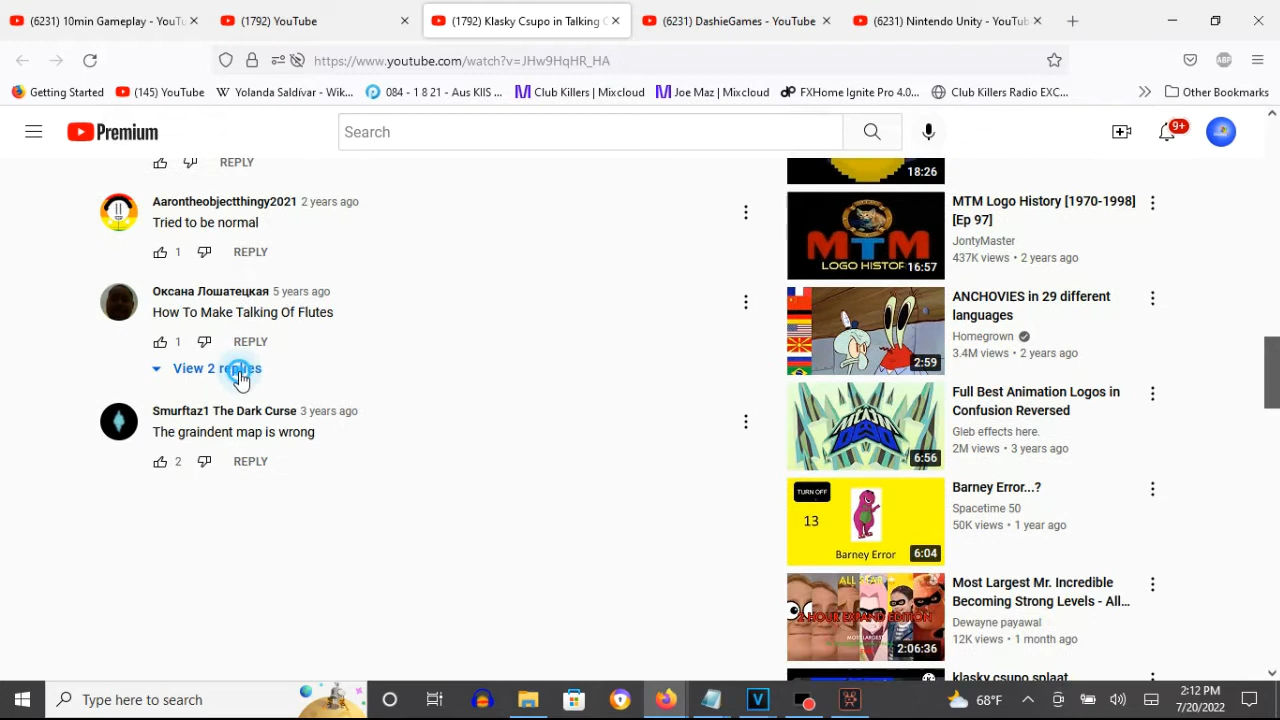 (6231) 10min Gameplay - YouTu
(1792) YouTube
(1792) Klasky Csupo in Talking
(6231) DashieGames - YouTube
(6231) Nintendo Unity - YouTub
https://www.youtube.com/watch?v=JHw9HqHR_HA
Getting Started
(145) YouTube
Yolanda Saldívar - Wik...
084 - 1 8 21 - Aus KIIS ...
Club Killers | Mixcloud
Joe Maz | Mixcloud
FXHome Ignite Pro 4.0...
Club Killers Radio EXC...
Other Bookmarks
Premium
Search
9+
REPLY
Aarontheobjectthingy2021 2 years ago
Tried to be normal
1 REPLY
Оксана Лошатецкая 5 years ago
How To Make Talking Of Flutes
1 REPLY
View 2 replies
Smurftaz1 The Dark Curse 3 years ago
The graindent map is wrong
2 REPLY
18:26
MTM
LOGO HISTOR
16:57
MTM Logo History [1970-1998]
[Ep 97]
JontyMaster
437K views • 2 years ago
2:59
ANCHOVIES in 29 different
languages
Homegrown
3.4M views • 2 years ago
6:56
Full Best Animation Logos in
Confusion Reversed
Gleb effects here.
2M views • 3 years ago
TURN OFF
13
Barney Error
6:04
Barney Error...?
Spacetime 50
50K views • 1 year ago
ALL STAR
2 HOUR EXPAND EDITION
2:06:36
Most Largest Mr. Incredible
Becoming Strong Levels - All...
Dewayne payawal
12K views • 1 month ago
klasky csupo splaat
Type here to search
68°F
2:12 PM
7/20/2022